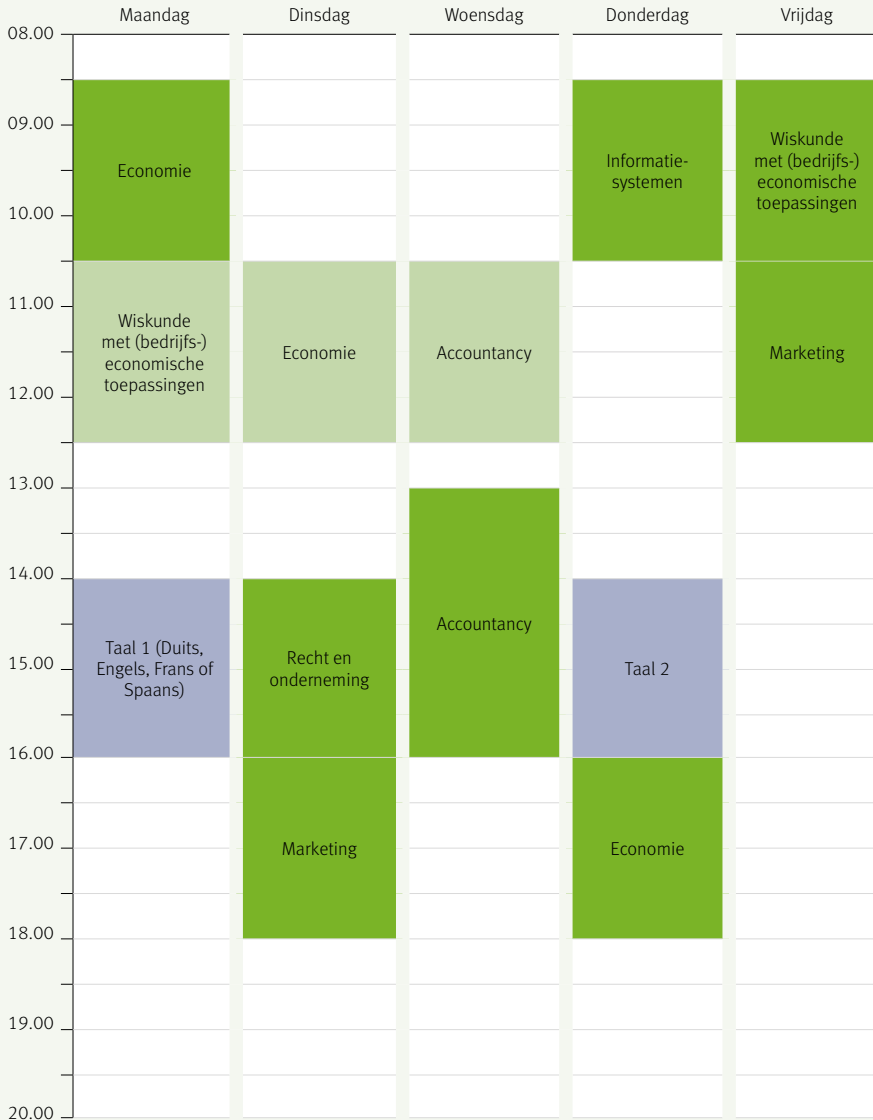 Maandag
Dinsdag
Woensdag
Donderdag
Vrijdag
08.00
09.00
10.00
11.00
12.00
13.00
14.00
15.00
16.00
17.00
18.00
19.00
20.00
Economie
Wiskunde
met (bedrijfs-)
economische
toepassingen
Taal 1 (Duits,
Engels, Frans of
Spaans)
Economie
Recht en
onderneming
Marketing
Accountancy
Accountancy
Informatie-
systemen
Taal 2
Economie
Wiskunde
met (bedrijfs-)
economische
toepassingen
Marketing